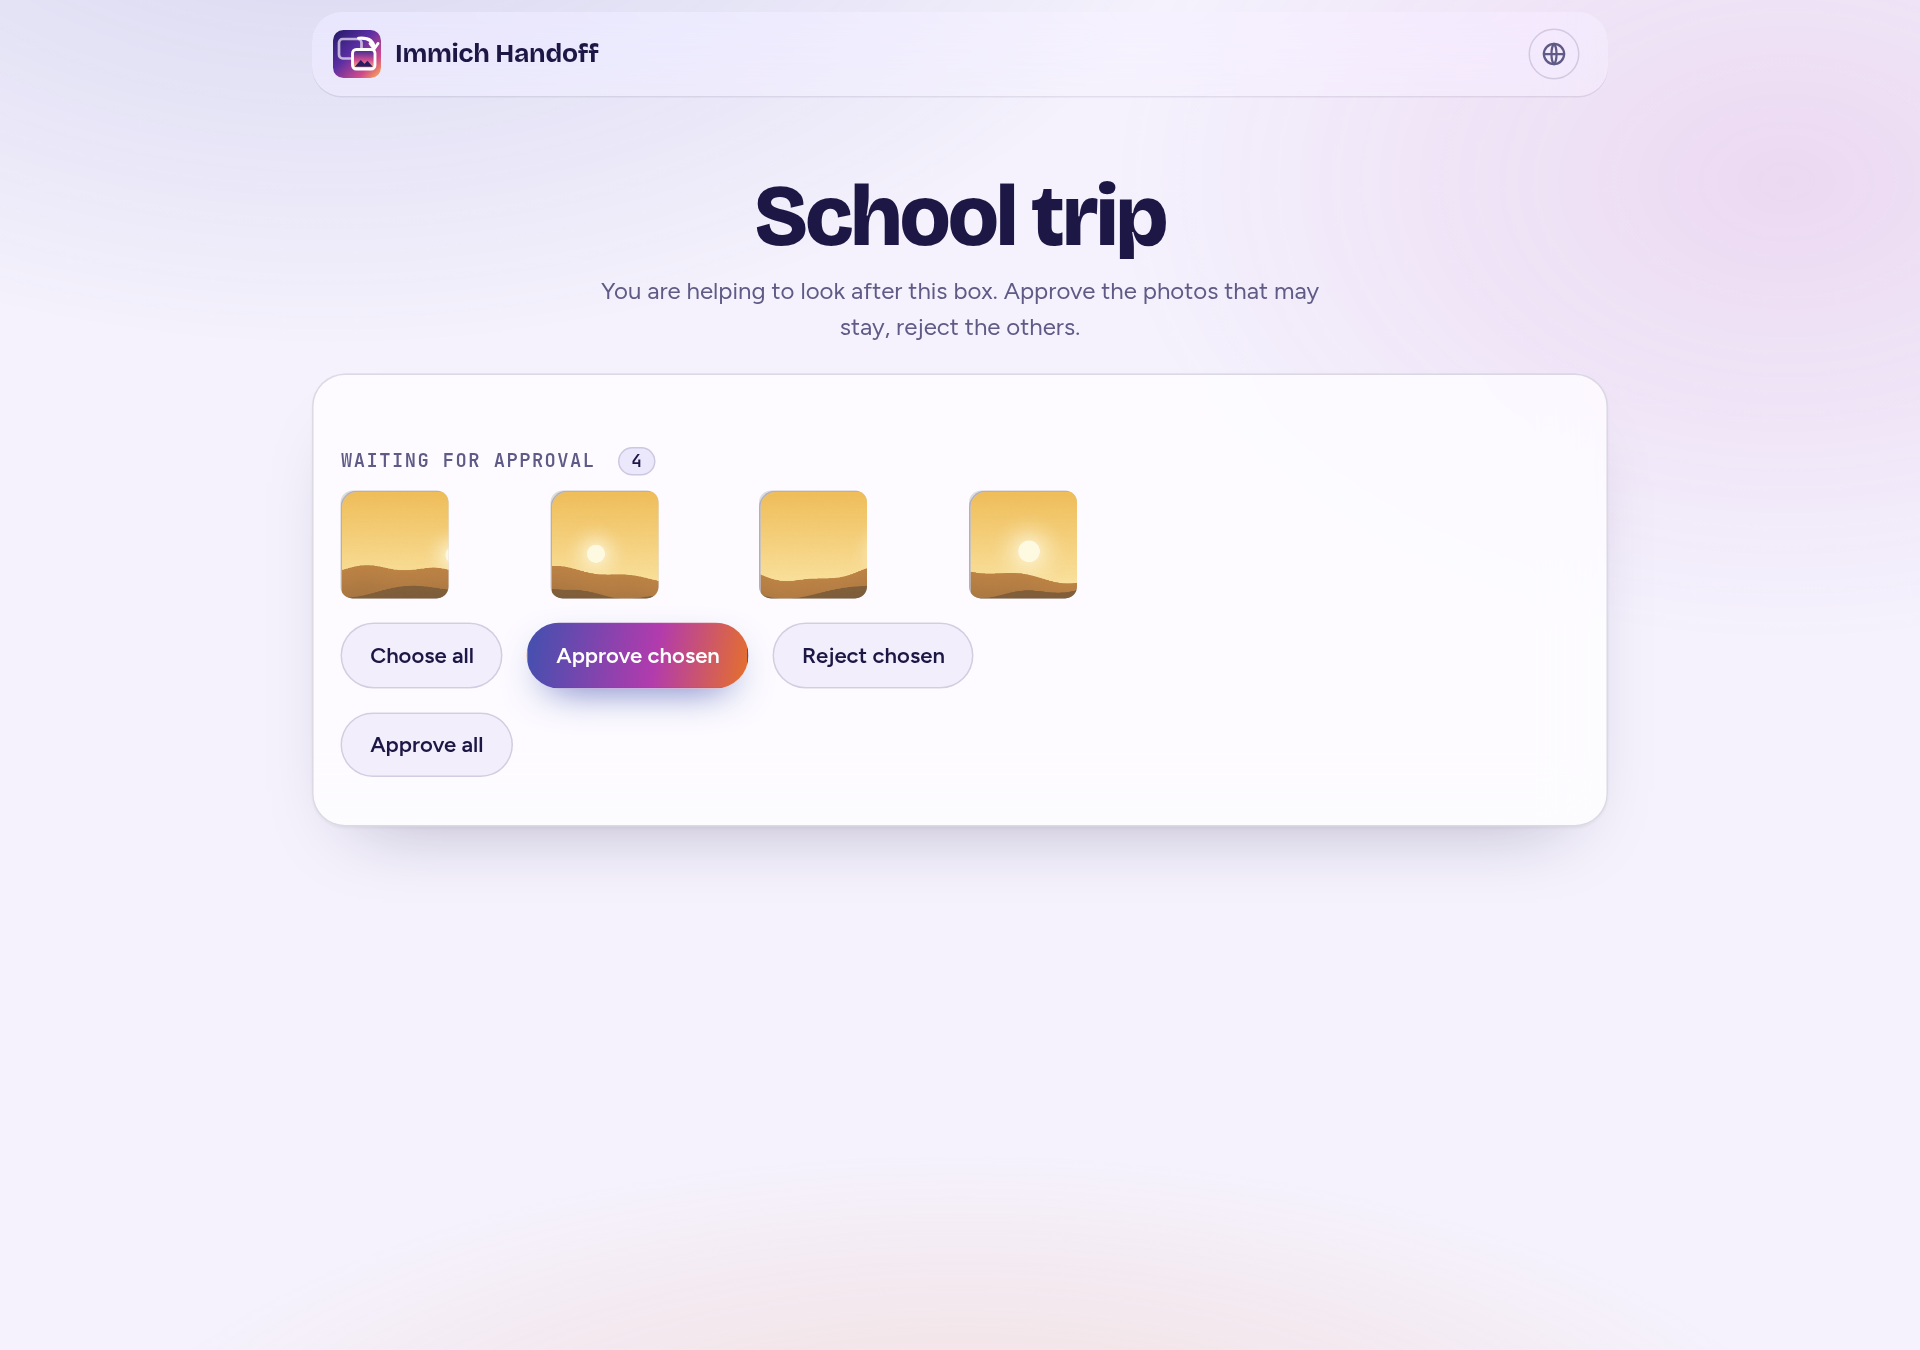 Immich Handoff
School trip
You are helping to look after this box. Approve the photos that may
stay, reject the others.
WAITING FOR APPROVAL 4
Choose all Approve chosen Reject chosen
Approve all